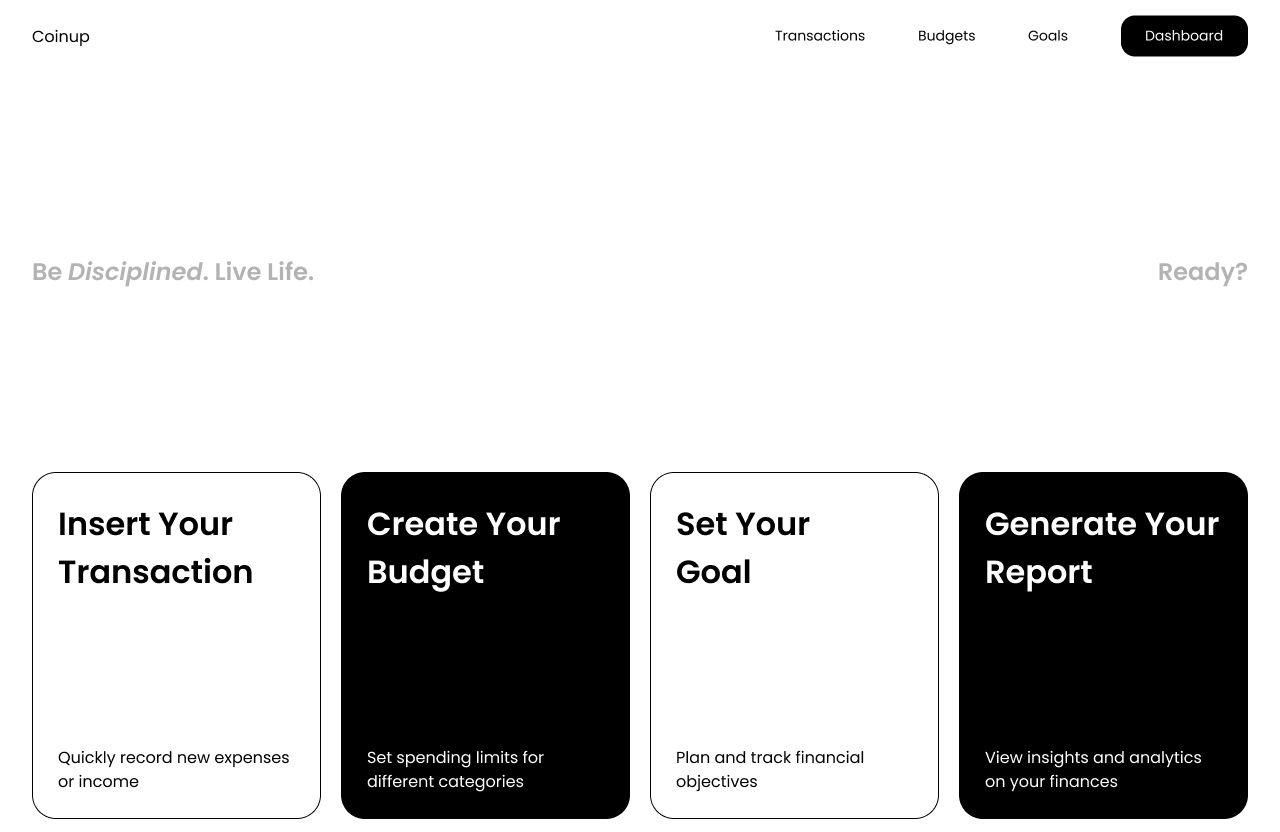 Coinup
Transactions
Budgets
Goals
Dashboard
Be Disciplined. Live Life.
Ready?
Insert Your
Transaction
Quickly record new expenses
or income
Create Your
Budget
Set spending limits for
different categories
Set Your
Goal
Plan and track financial
objectives
Generate Your
Report
View insights and analytics
on your finances